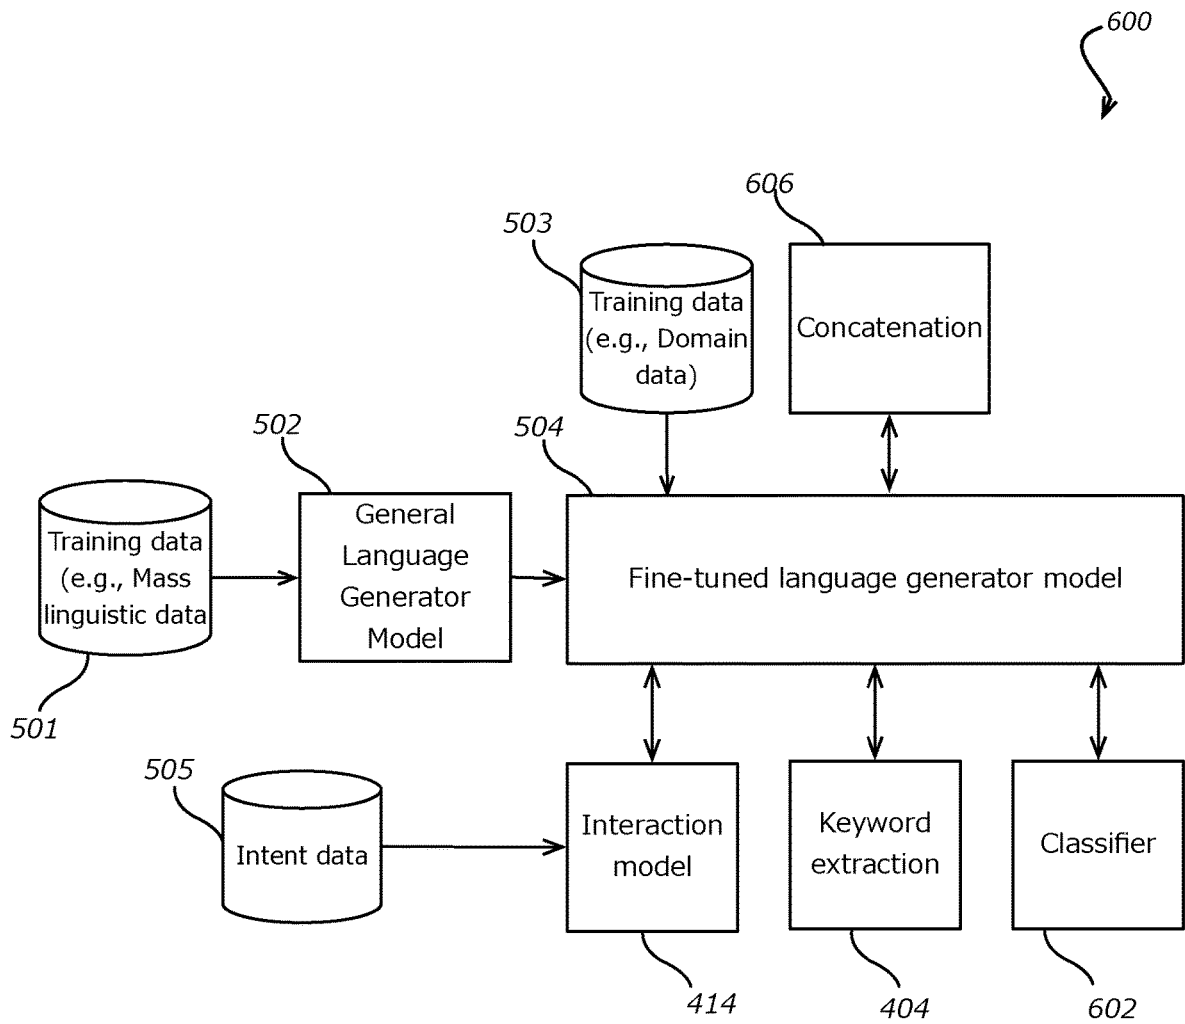 600
606
503
Training data
(e.g., Domain
data)
Concatenation
502
504
General
Language
Generator
Model
Training data
(e.g., Mass
linguistic data
Fine-tuned language generator model
501
505
Intent data
Interaction
model
Keyword
extraction
Classifier
414
404
602